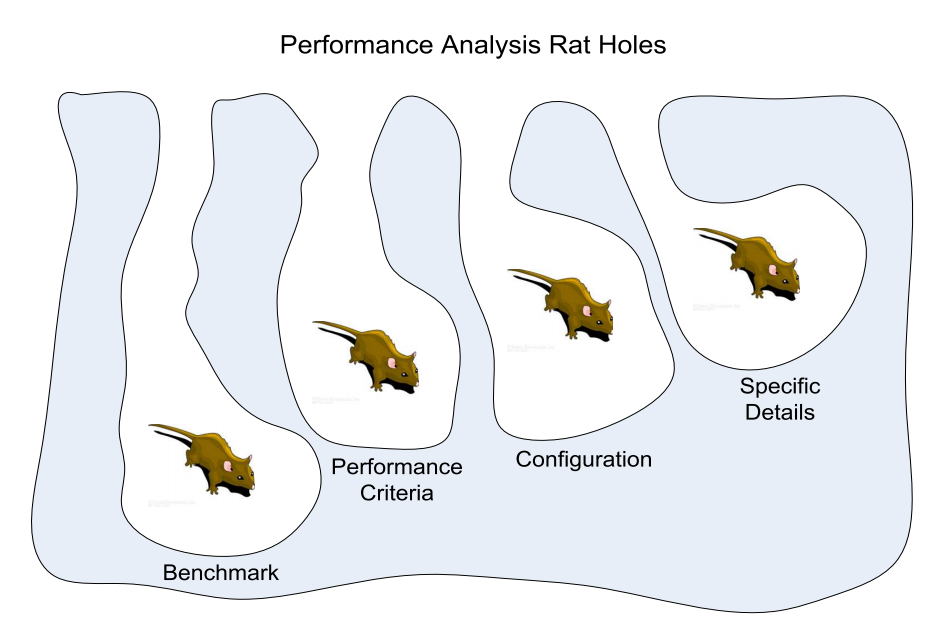 Performance Analysis Rat Holes
Specific
Details
Configuration
Performance
Criteria
Benchmark